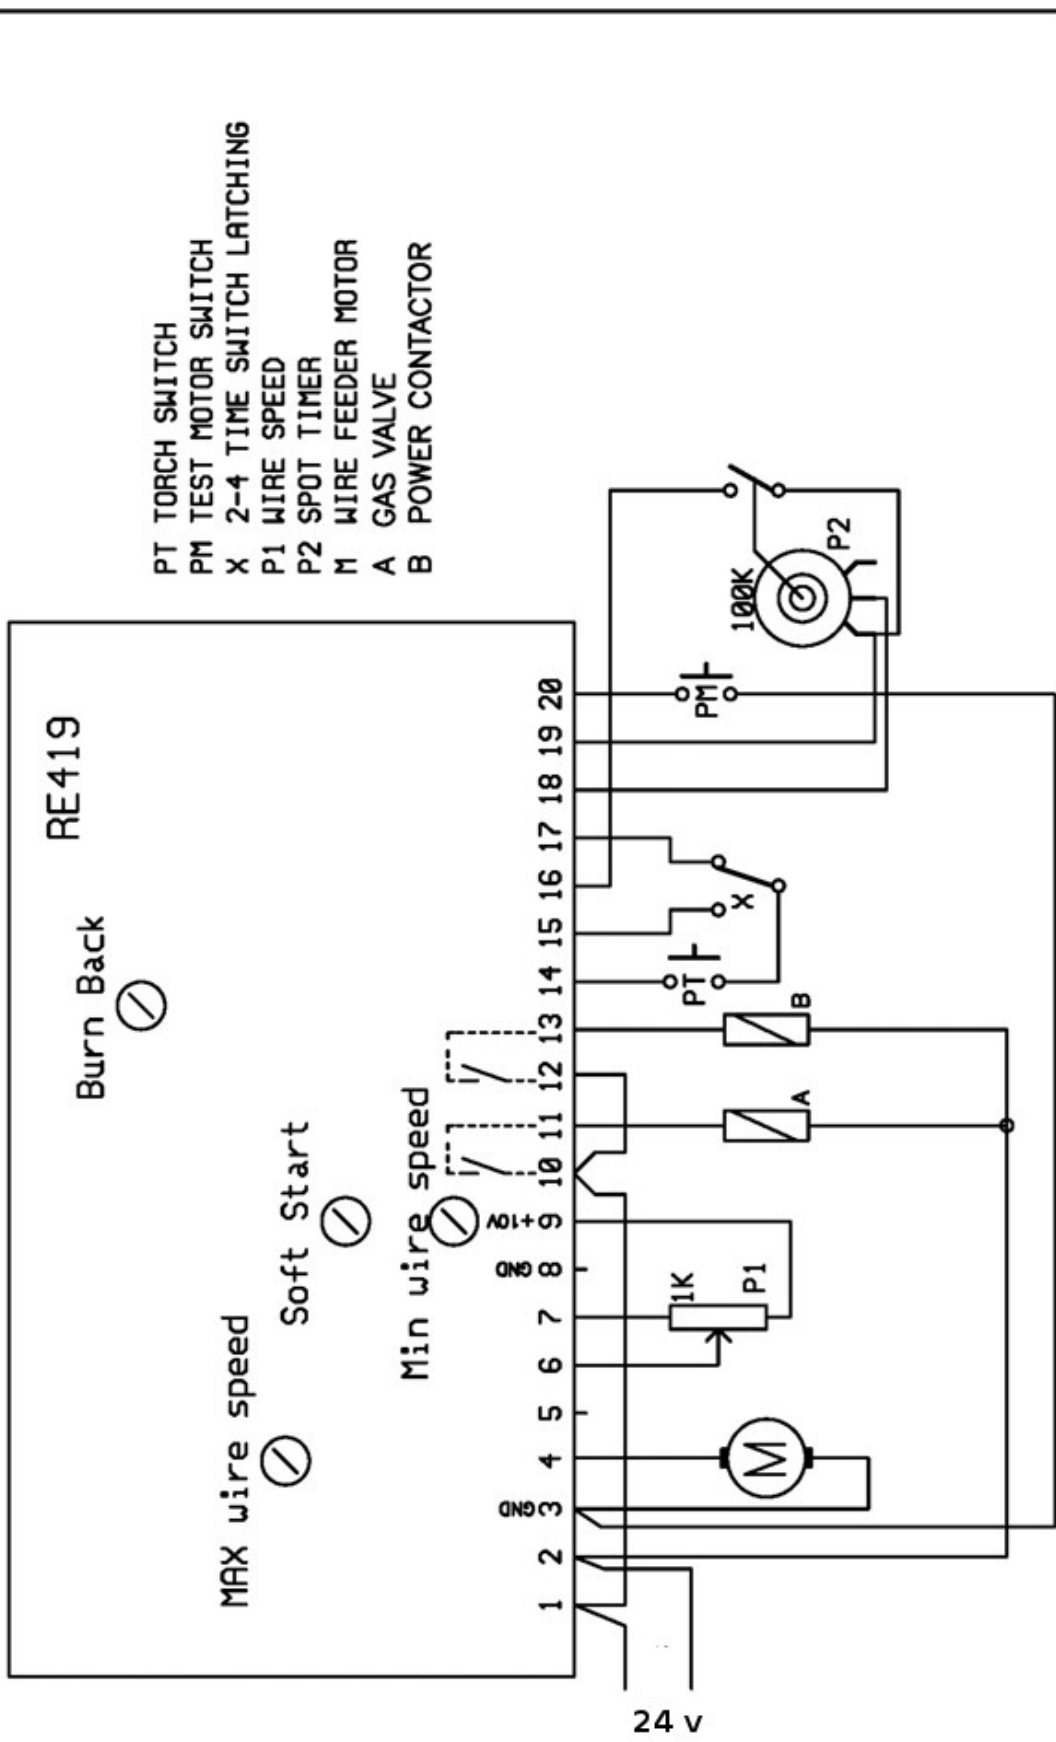 RE419
Burn Back
MAX wire speed
Soft Start
Min wire speed
GND
GND
+10V
1
2
3
4
5
6
7
8
9
10
11
12
13
14
15
16
17
18
19
20
PT TORCH SWITCH
PM TEST MOTOR SWITCH
X 2-4 TIME SWITCH LATCHING
P1 WIRE SPEED
P2 SPOT TIMER
M WIRE FEEDER MOTOR
A GAS VALVE
B POWER CONTACTOR
M
1K
P1
A
B
PT
X
PM
100K
P2
24 v